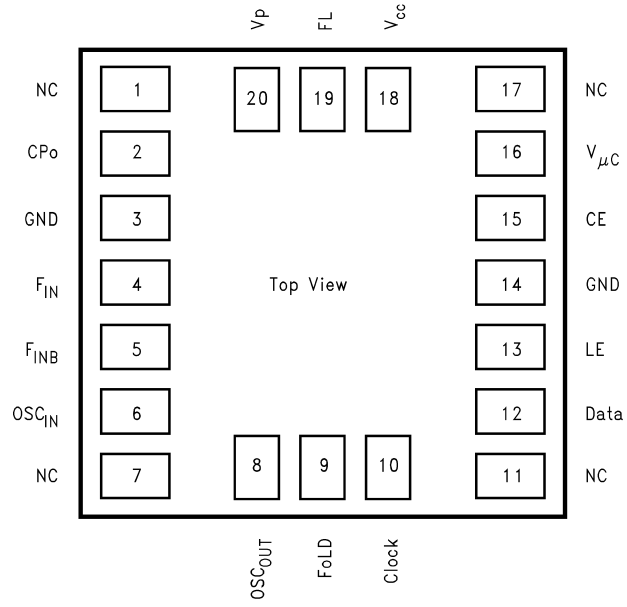 Vp FL Vcc
NC 1 20 19 18 17 NC
CPo 2 16 VμC
GND 3 15 CE
FIN 4 Top View 14 GND
FINB 5 13 LE
OSCIN 6 12 Data
NC 7 8 9 10 11 NC
OSCOUT FoLD Clock